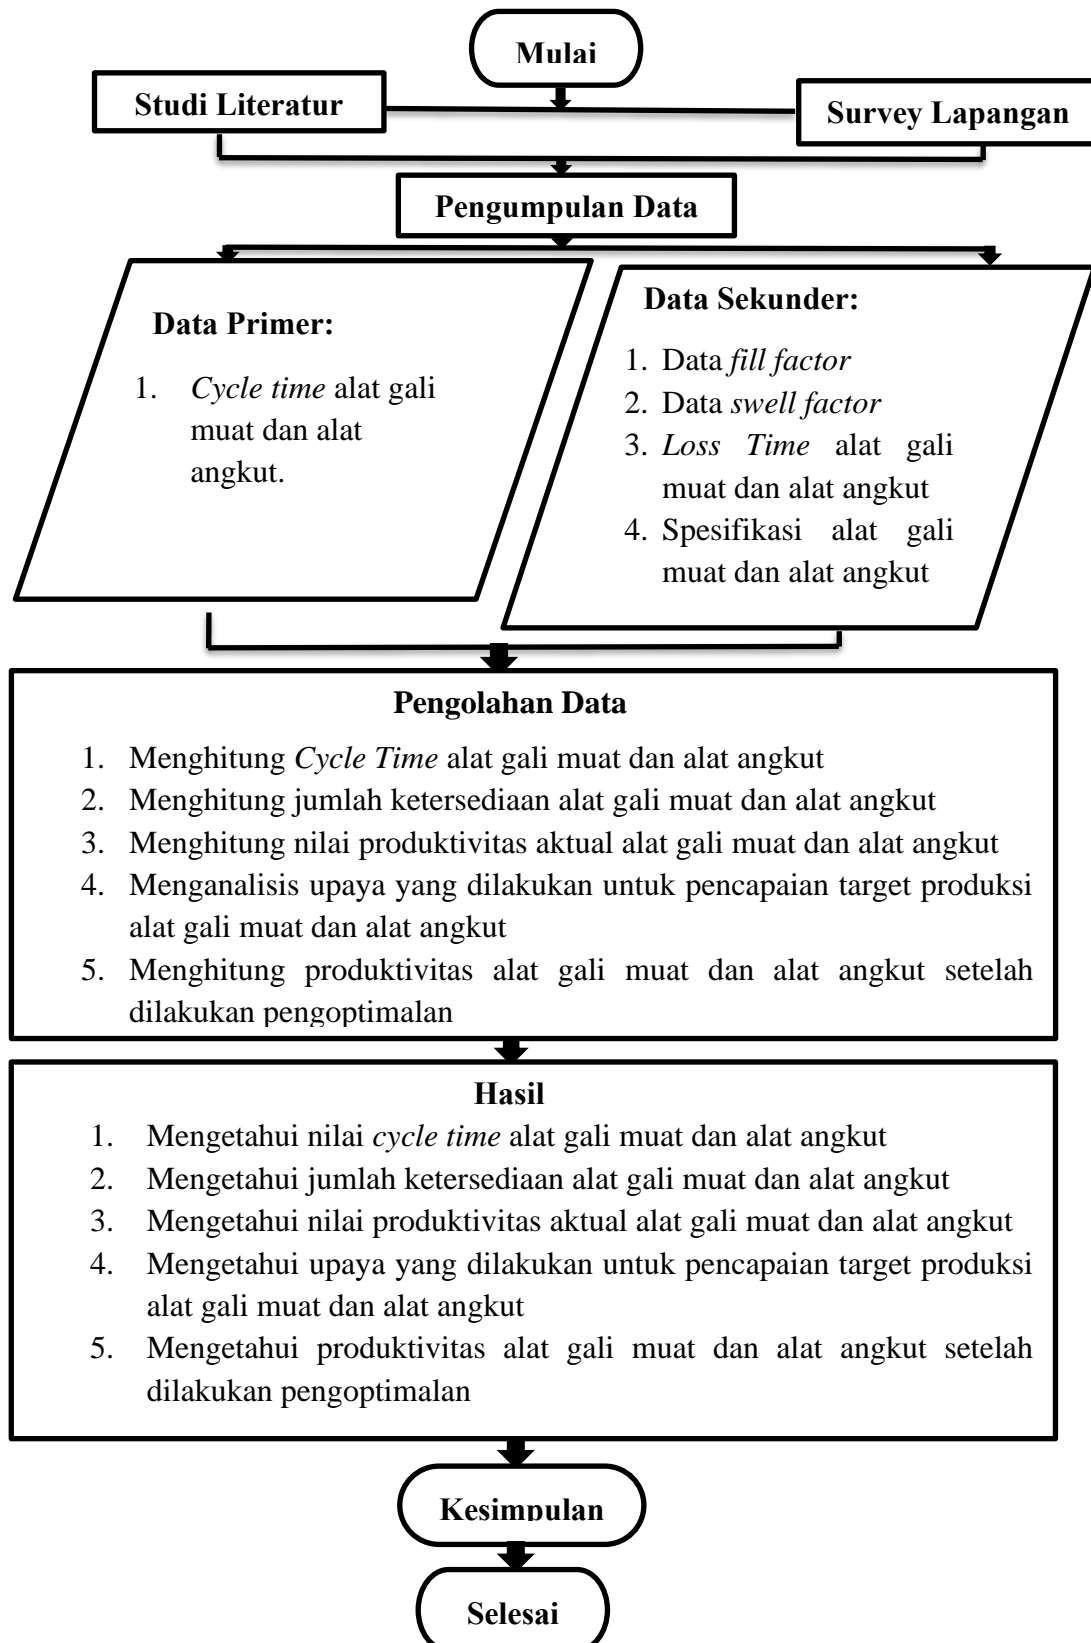 Mulai
Studi Literatur
Survey Lapangan
Pengumpulan Data
Data Primer:
1. Cycle time alat gali
muat dan alat
angkut.
Data Sekunder:
1. Data fill factor
2. Data swell factor
3. Loss Time alat gali
muat dan alat angkut
4. Spesifikasi alat gali
muat dan alat angkut
Pengolahan Data
1. Menghitung Cycle Time alat gali muat dan alat angkut
2. Menghitung jumlah ketersediaan alat gali muat dan alat angkut
3. Menghitung nilai produktivitas aktual alat gali muat dan alat angkut
4. Menganalisis upaya yang dilakukan untuk pencapaian target produksi
alat gali muat dan alat angkut
5. Menghitung produktivitas alat gali muat dan alat angkut setelah
dilakukan pengoptimalan
Hasil
1. Mengetahui nilai cycle time alat gali muat dan alat angkut
2. Mengetahui jumlah ketersediaan alat gali muat dan alat angkut
3. Mengetahui nilai produktivitas aktual alat gali muat dan alat angkut
4. Mengetahui upaya yang dilakukan untuk pencapaian target produksi
alat gali muat dan alat angkut
5. Mengetahui produktivitas alat gali muat dan alat angkut setelah
dilakukan pengoptimalan
Kesimpulan
Selesai